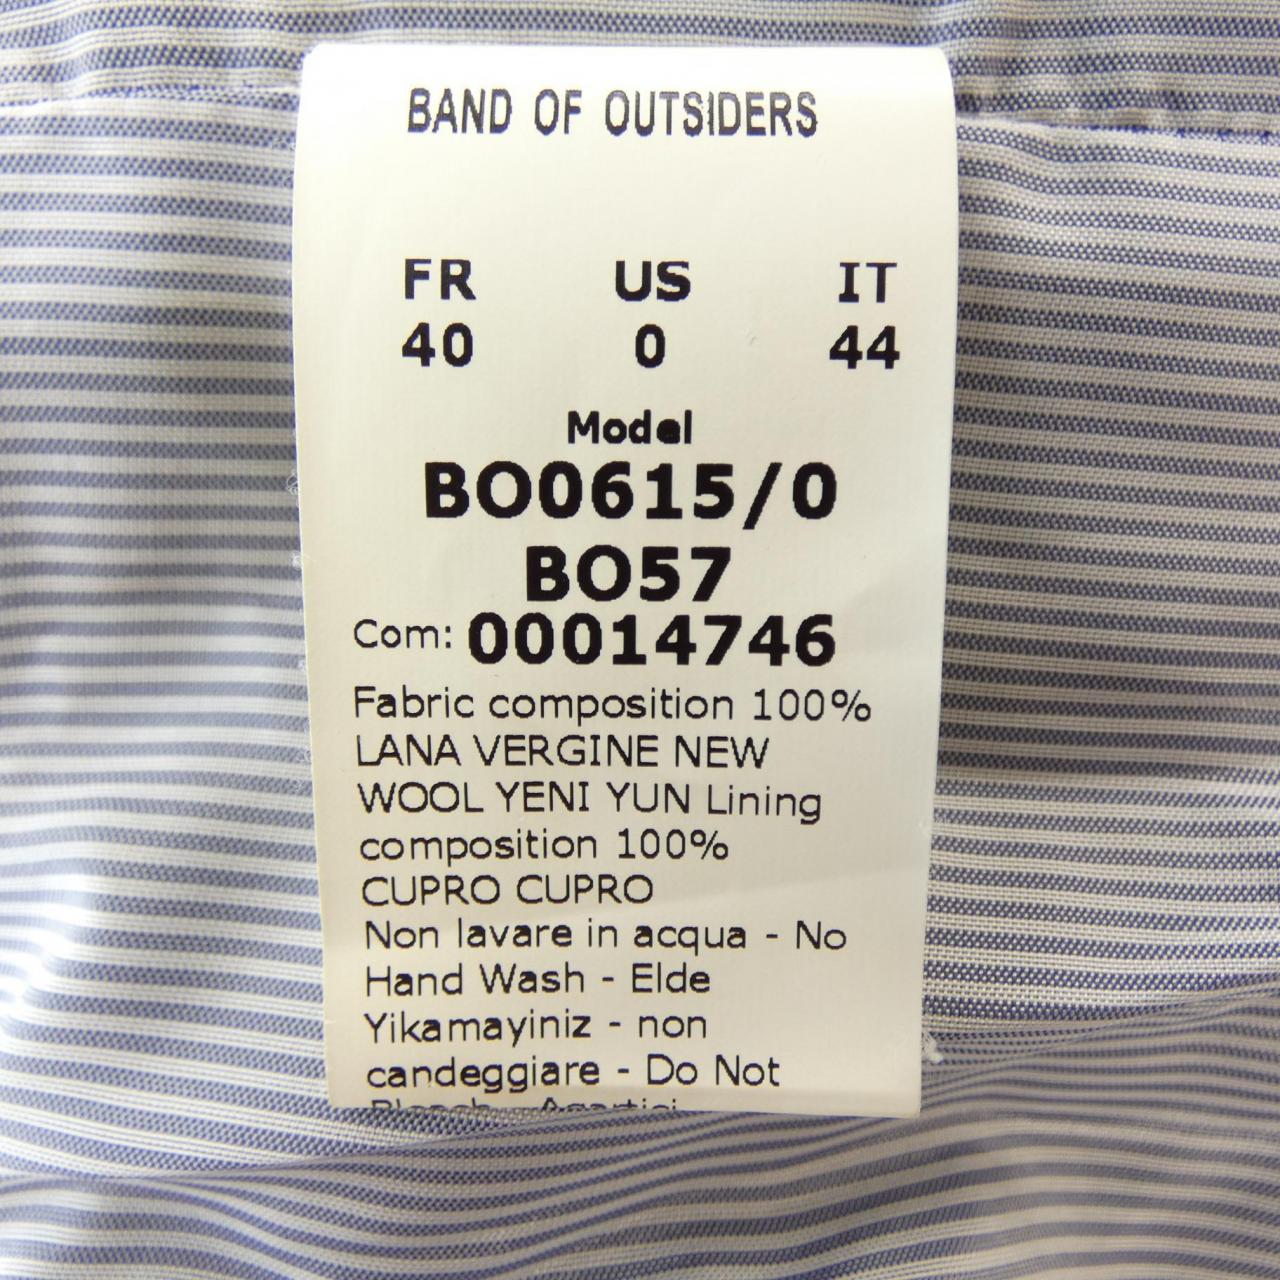 BAND OF OUTSIDERS
FR US IT
40 0 44
Model
BO0615/0
BO57
Com: 00014746
Fabric composition 100%
LANA VERGINE NEW
WOOL YENI YUN Lining
composition 100%
CUPRO CUPRO
Non lavare in acqua - No
Hand Wash - Elde
Yikamayiniz - non
candeggiare - Do Not